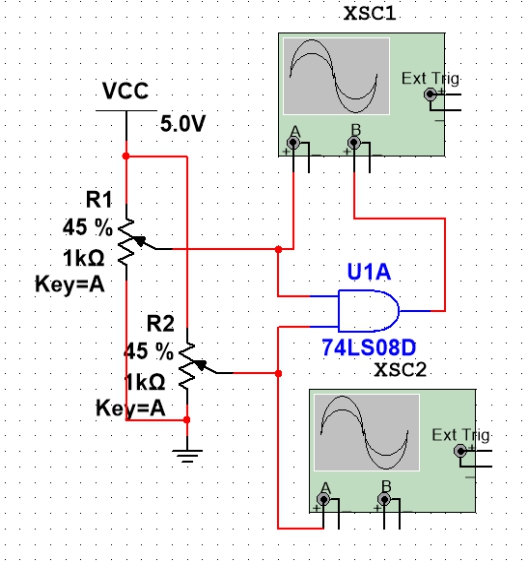 XSC1
Ext Trig
+
−
A
B
+ − + −
VCC
5.0V
R1
45 %
1kΩ
Key=A
U1A
74LS08D
R2
45 %
1kΩ
Key=A
XSC2
Ext Trig
+
−
A
B
+ − + −